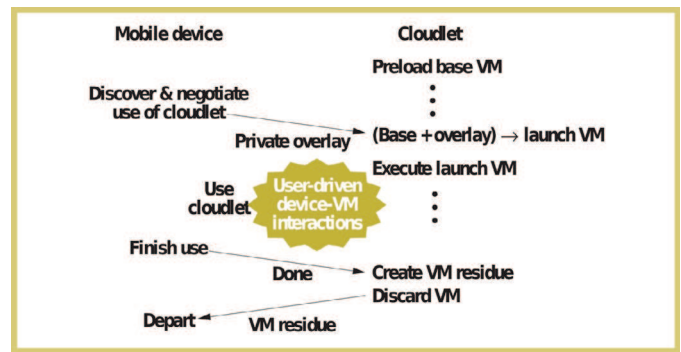 Mobile device
Cloudlet
Preload base VM
Discover & negotiate
use of cloudlet
Private overlay
(Base + overlay) → launch VM
Execute launch VM
Use
cloudlet
User-driven
device-VM
interactions
Finish use
Done
Create VM residue
Discard VM
Depart
VM residue